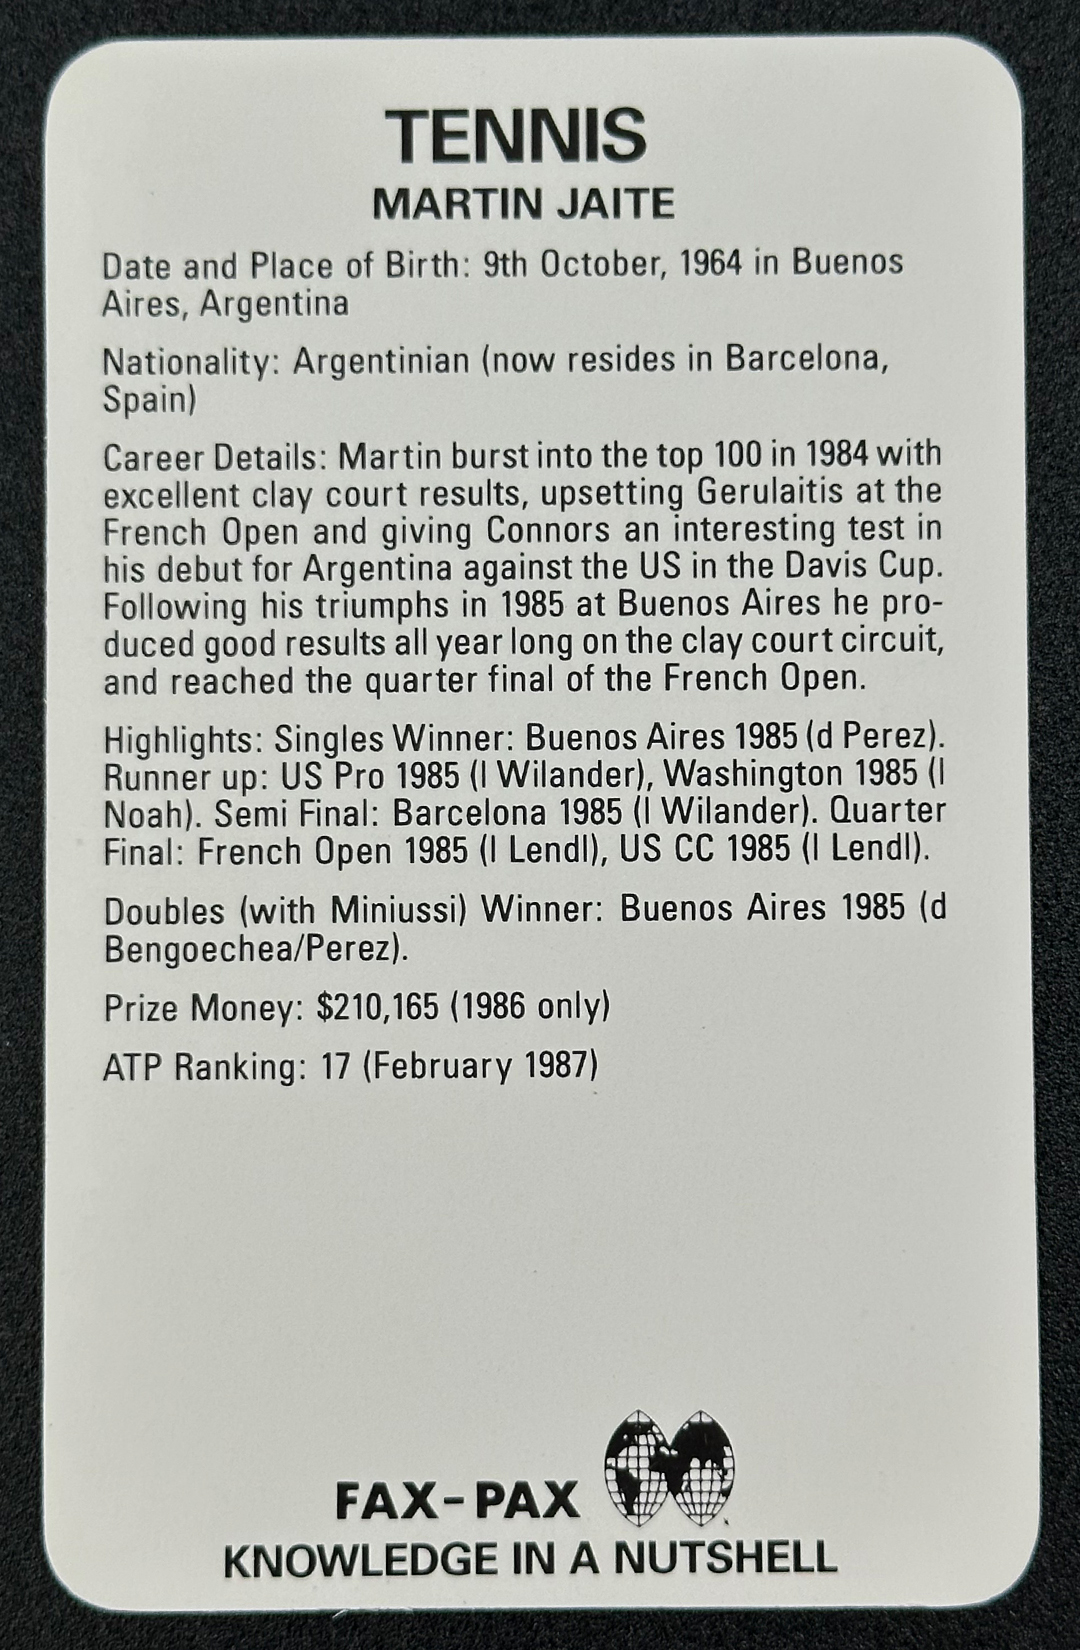 TENNIS
MARTIN JAITE
Date and Place of Birth: 9th October, 1964 in Buenos
Aires, Argentina
Nationality: Argentinian (now resides in Barcelona,
Spain)
Career Details: Martin burst into the top 100 in 1984 with
excellent clay court results, upsetting Gerulaitis at the
French Open and giving Connors an interesting test in
his debut for Argentina against the US in the Davis Cup.
Following his triumphs in 1985 at Buenos Aires he pro-
duced good results all year long on the clay court circuit,
and reached the quarter final of the French Open.
Highlights: Singles Winner: Buenos Aires 1985 (d Perez).
Runner up: US Pro 1985 (l Wilander), Washington 1985 (l
Noah). Semi Final: Barcelona 1985 (l Wilander). Quarter
Final: French Open 1985 (l Lendl), US CC 1985 (l Lendl).
Doubles (with Miniussi) Winner: Buenos Aires 1985 (d
Bengoechea/Perez).
Prize Money: $210,165 (1986 only)
ATP Ranking: 17 (February 1987)
FAX-PAX
KNOWLEDGE IN A NUTSHELL